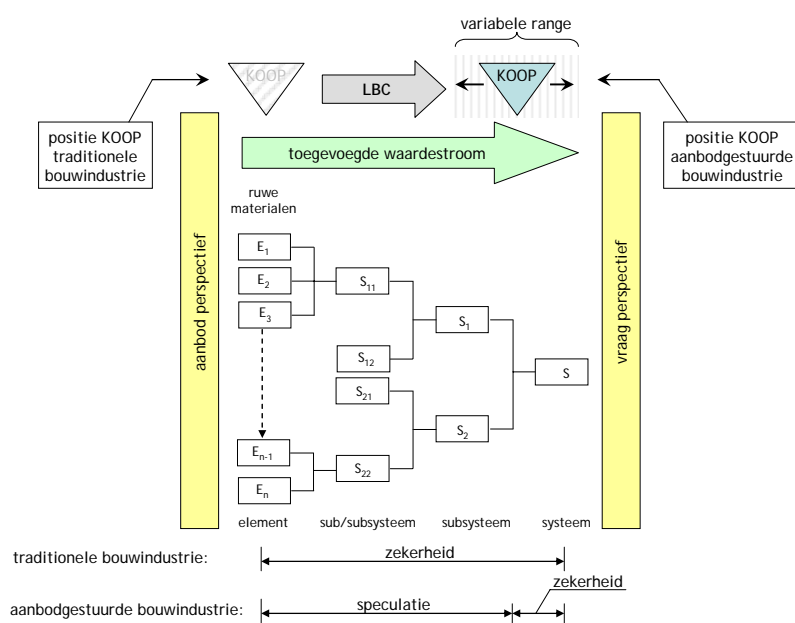 variabele range
KOOP
LBC
KOOP
positie KOOP
traditionele
bouwindustrie
positie KOOP
aanbodgestuurde
bouwindustrie
toegevoegde waardestroom
ruwe
materialen
aanbod perspectief
vraag perspectief
E1
E2
E3
En-1
En
S11
S12
S21
S22
S1
S2
S
element
sub/subsysteem
subsysteem
systeem
traditionele bouwindustrie:
zekerheid
aanbodgestuurde bouwindustrie:
speculatie
zekerheid